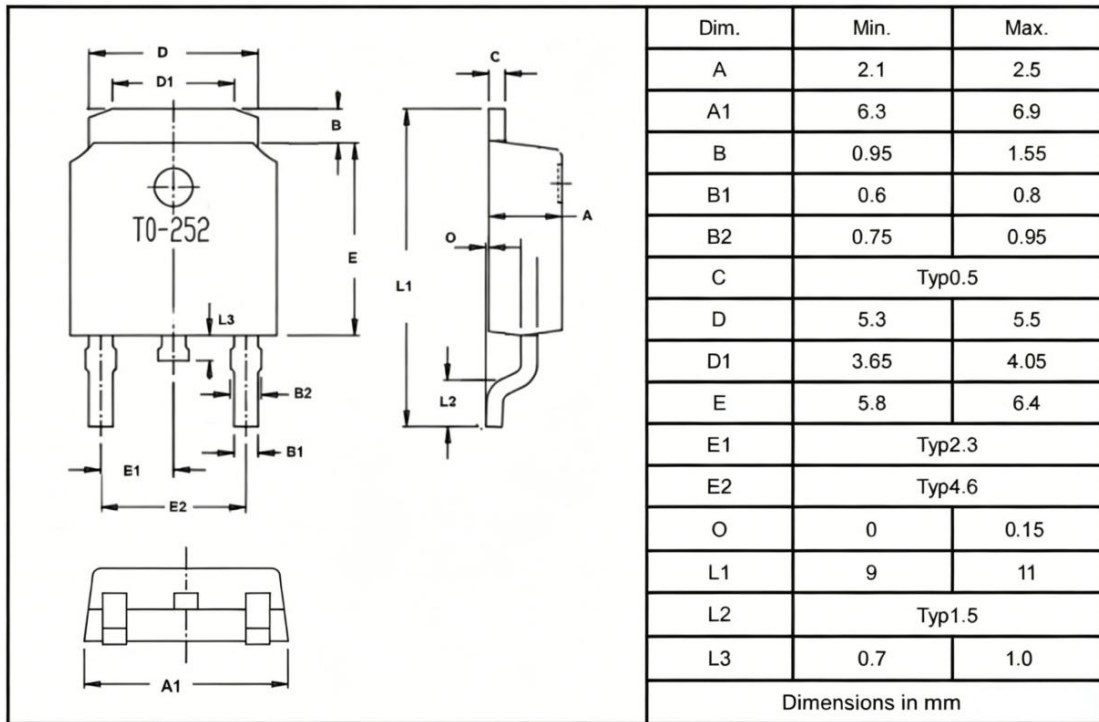 D
D1
B
TO-252
E
L3
B2
B1
E1
E2
A1
C
A
O
L1
L2
Dim. Min. Max.
A 2.1 2.5
A1 6.3 6.9
B 0.95 1.55
B1 0.6 0.8
B2 0.75 0.95
C Typ0.5
D 5.3 5.5
D1 3.65 4.05
E 5.8 6.4
E1 Typ2.3
E2 Typ4.6
O 0 0.15
L1 9 11
L2 Typ1.5
L3 0.7 1.0
Dimensions in mm